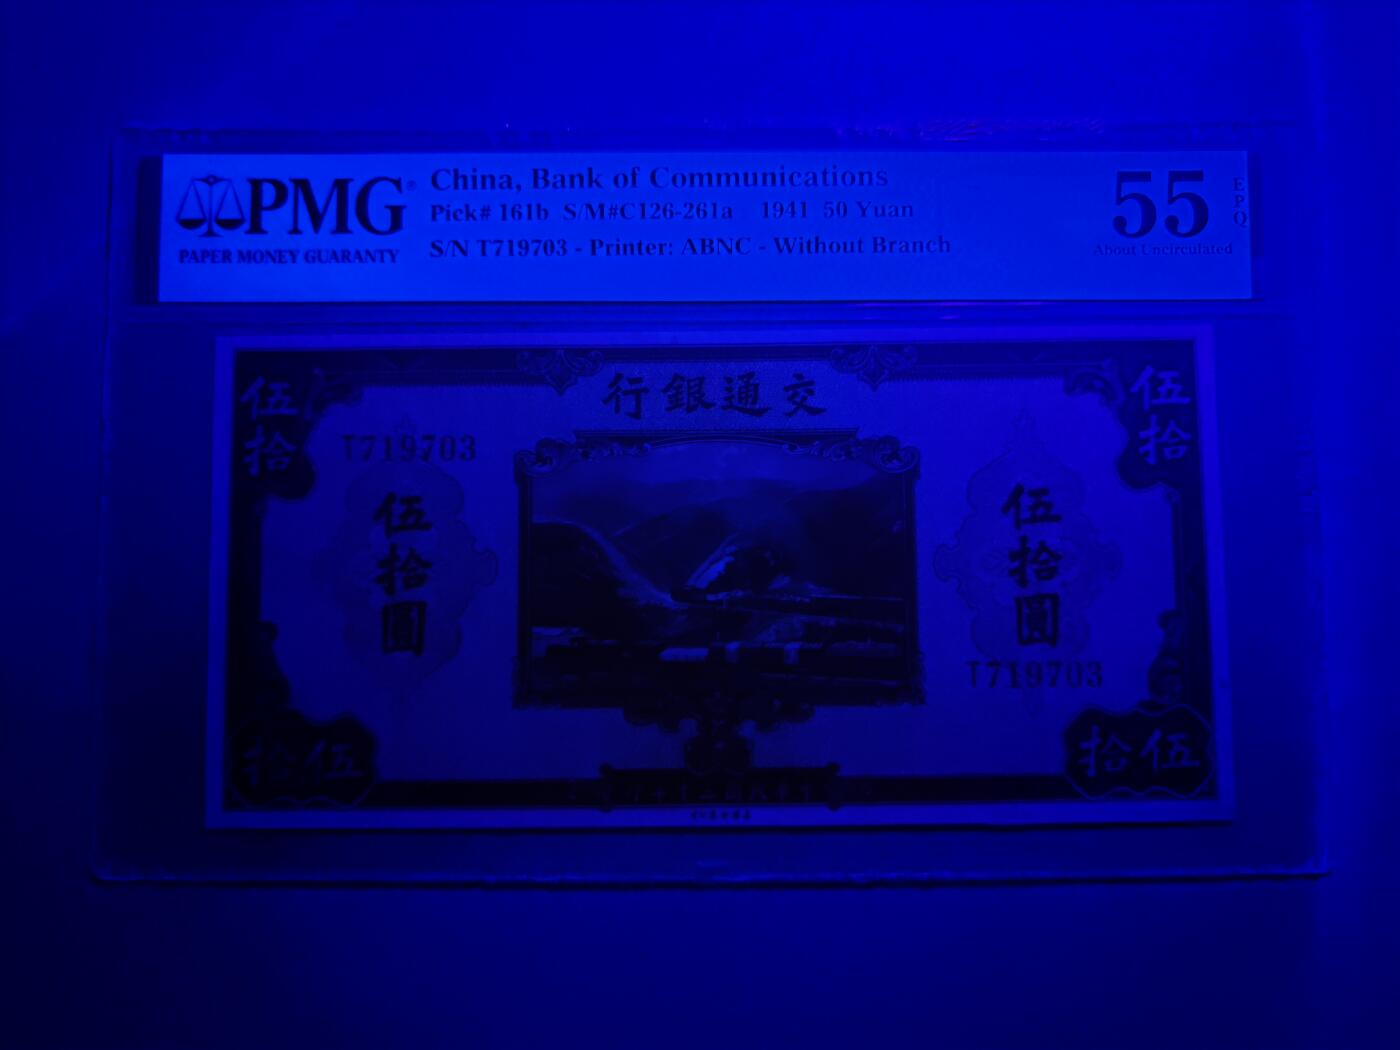 PMG®
PAPER MONEY GUARANTY
China, Bank of Communications
Pick# 161b S/M#C126-261a 1941 50 Yuan
S/N T719703 - Printer: ABNC - Without Branch
55
EPQ
About Uncirculated
行銀通交
伍拾
伍拾
T719703
伍拾圓
伍拾圓
T719703
拾伍
拾伍